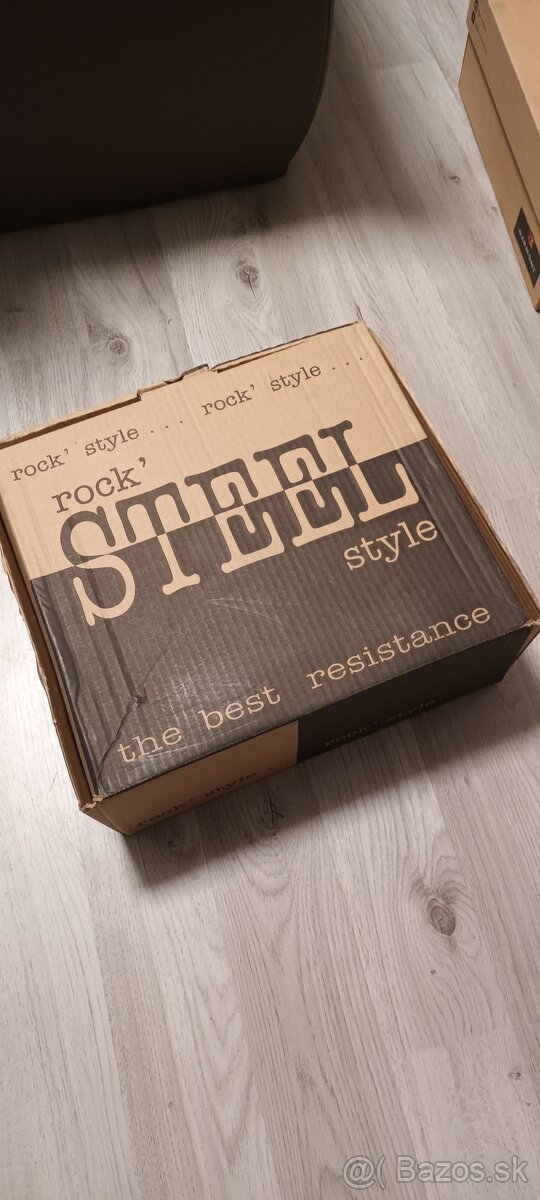 rock' style... rock' style...
rock'
STEEL
style
the best resistance
rock' style
rock' style...
@( Bazos.sk